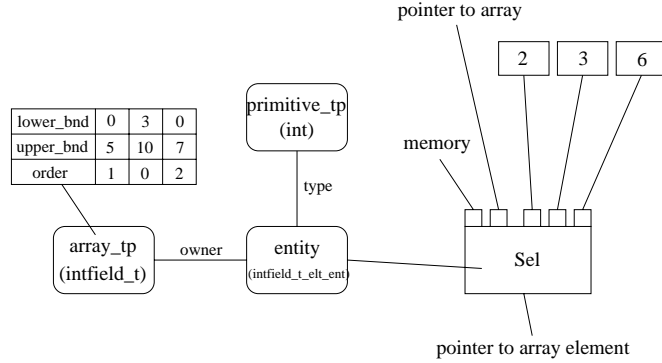 pointer to array
2 3 6
primitive_tp
(int)
lower_bnd 0 3 0
upper_bnd 5 10 7
order 1 0 2
memory
type
array_tp
(intfield_t)
owner
entity
(intfield_t_elt_ent)
Sel
pointer to array element